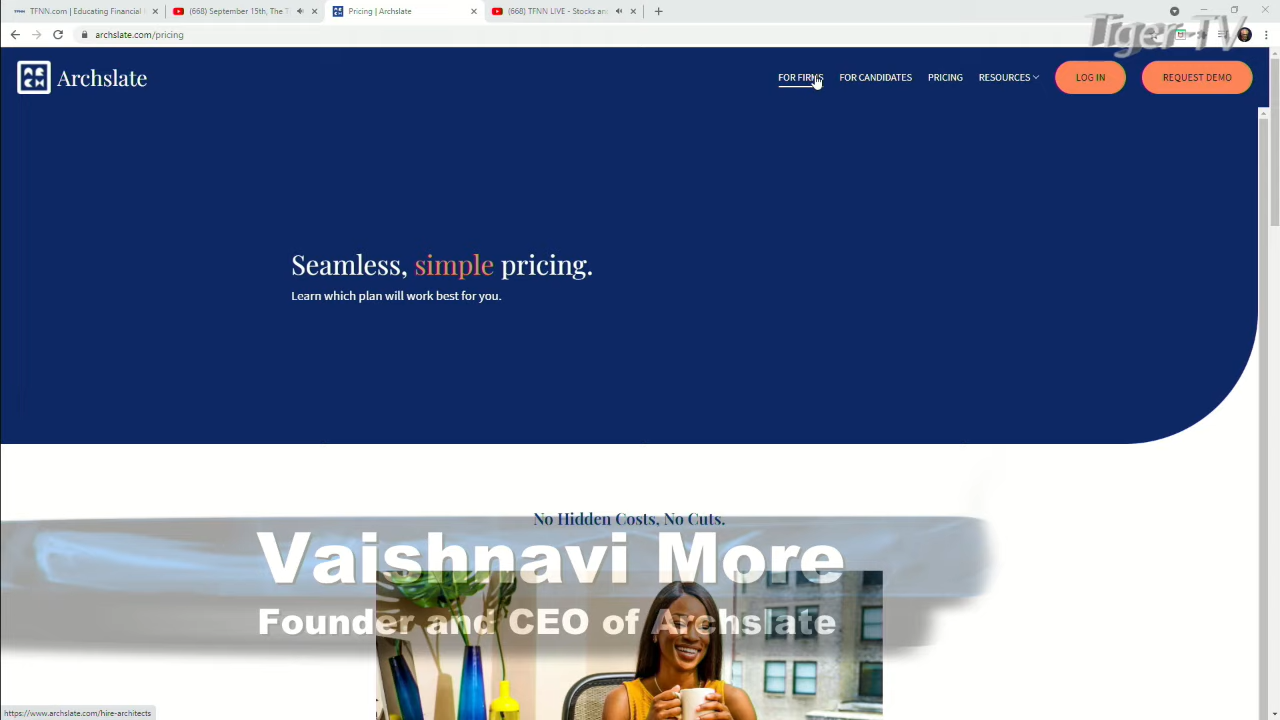 TFNN.com | Educating Financial I
(668) September 15th, The T
Pricing | Archslate
(668) TFNN LIVE - Stocks an
archslate.com/pricing
Tiger TV
ARCH
Archslate
FOR FIRMS
FOR CANDIDATES
PRICING
RESOURCES
LOG IN
REQUEST DEMO
Seamless, simple pricing.
Learn which plan will work best for you.
No Hidden Costs, No Cuts.
Vaishnavi More
Founder and CEO of Archslate
https://www.archslate.com/hire-architects